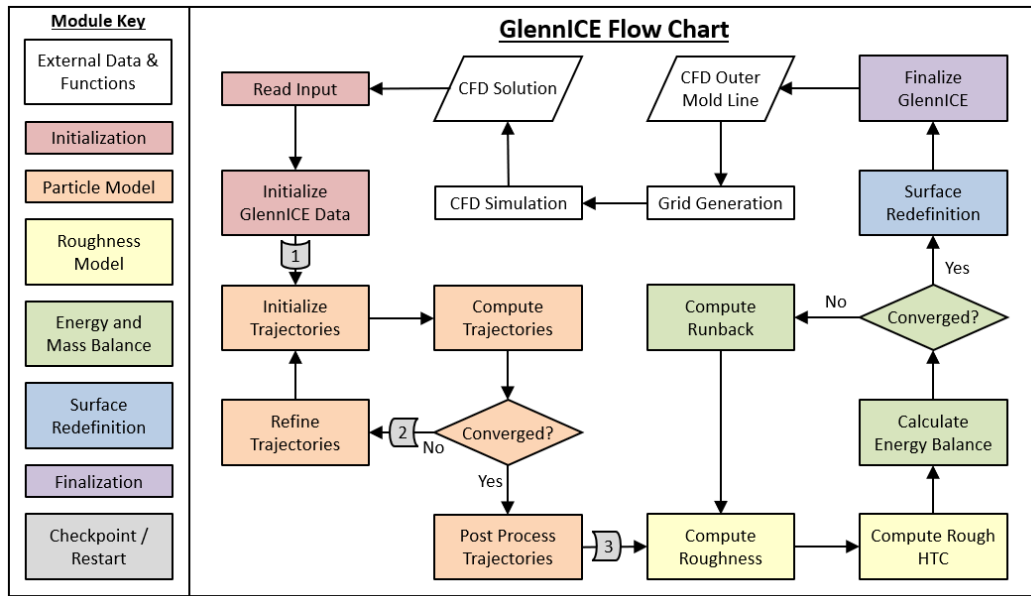 Module Key
External Data &
Functions
Initialization
Particle Model
Roughness
Model
Energy and
Mass Balance
Surface
Redefinition
Finalization
Checkpoint /
Restart
GlennICE Flow Chart
Read Input
CFD Solution
CFD Outer
Mold Line
Finalize
GlennICE
Initialize
GlennICE Data
CFD Simulation
Grid Generation
Surface
Redefinition
1
Yes
Initialize
Trajectories
Compute
Trajectories
Compute
Runback
No
Converged?
Refine
Trajectories
2
No
Converged?
Yes
Calculate
Energy Balance
Post Process
Trajectories
3
Compute
Roughness
Compute Rough
HTC